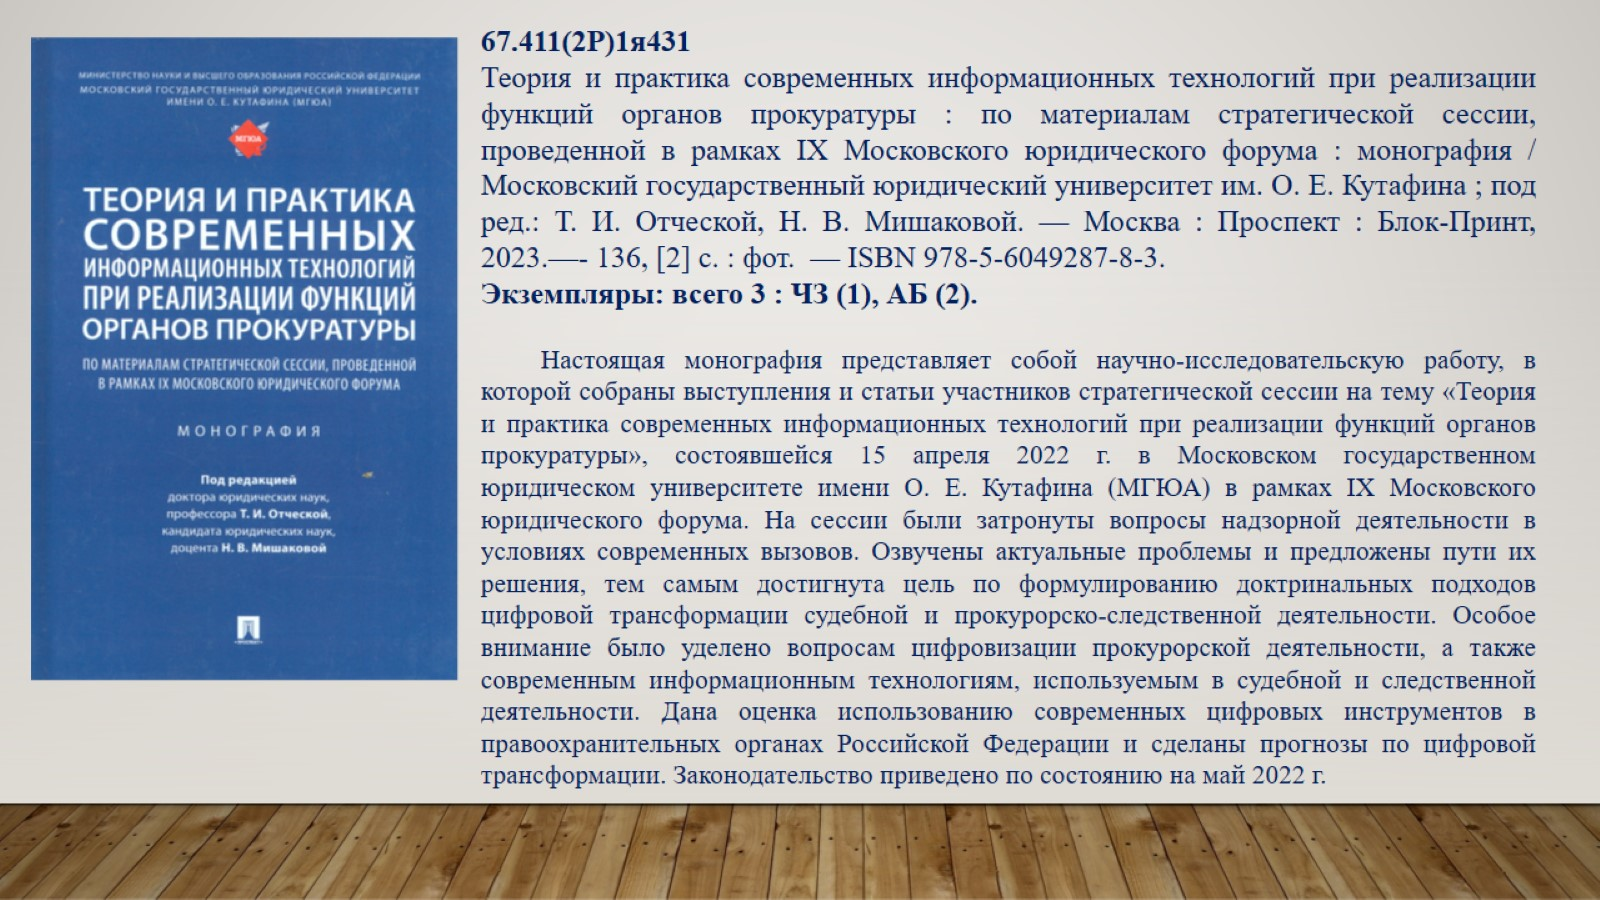 МИНИСТЕРСТВО НАУКИ И ВЫСШЕГО ОБРАЗОВАНИЯ РОССИЙСКОЙ ФЕДЕРАЦИИ
МОСКОВСКИЙ ГОСУДАРСТВЕННЫЙ ЮРИДИЧЕСКИЙ УНИВЕРСИТЕТ
ИМЕНИ О. Е. КУТАФИНА (МГЮА)
МГЮА
ТЕОРИЯ И ПРАКТИКА
СОВРЕМЕННЫХ
ИНФОРМАЦИОННЫХ ТЕХНОЛОГИЙ
ПРИ РЕАЛИЗАЦИИ ФУНКЦИЙ
ОРГАНОВ ПРОКУРАТУРЫ
ПО МАТЕРИАЛАМ СТРАТЕГИЧЕСКОЙ СЕССИИ, ПРОВЕДЕННОЙ
В РАМКАХ IX МОСКОВСКОГО ЮРИДИЧЕСКОГО ФОРУМА
МОНОГРАФИЯ
Под редакцией
доктора юридических наук,
профессора Т. И. Отческой,
кандидата юридических наук,
доцента Н. В. Мишаковой
67.411(2Р)1я431
Теория и практика современных информационных технологий при реализации
функций органов прокуратуры : по материалам стратегической сессии,
проведенной в рамках IX Московского юридического форума : монография /
Московский государственный юридический университет им. О. Е. Кутафина ; под
ред.: Т. И. Отческой, Н. В. Мишаковой. — Москва : Проспект : Блок-Принт,
2023.—- 136, [2] с. : фот. — ISBN 978-5-6049287-8-3.
Экземпляры: всего 3 : ЧЗ (1), АБ (2).
Настоящая монография представляет собой научно-исследовательскую работу, в
которой собраны выступления и статьи участников стратегической сессии на тему «Теория
и практика современных информационных технологий при реализации функций органов
прокуратуры», состоявшейся 15 апреля 2022 г. в Московском государственном
юридическом университете имени О. Е. Кутафина (МГЮА) в рамках IX Московского
юридического форума. На сессии были затронуты вопросы надзорной деятельности в
условиях современных вызовов. Озвучены актуальные проблемы и предложены пути их
решения, тем самым достигнута цель по формулированию доктринальных подходов
цифровой трансформации судебной и прокурорско-следственной деятельности. Особое
внимание было уделено вопросам цифровизации прокурорской деятельности, а также
современным информационным технологиям, используемым в судебной и следственной
деятельности. Дана оценка использованию современных цифровых инструментов в
правоохранительных органах Российской Федерации и сделаны прогнозы по цифровой
трансформации. Законодательство приведено по состоянию на май 2022 г.